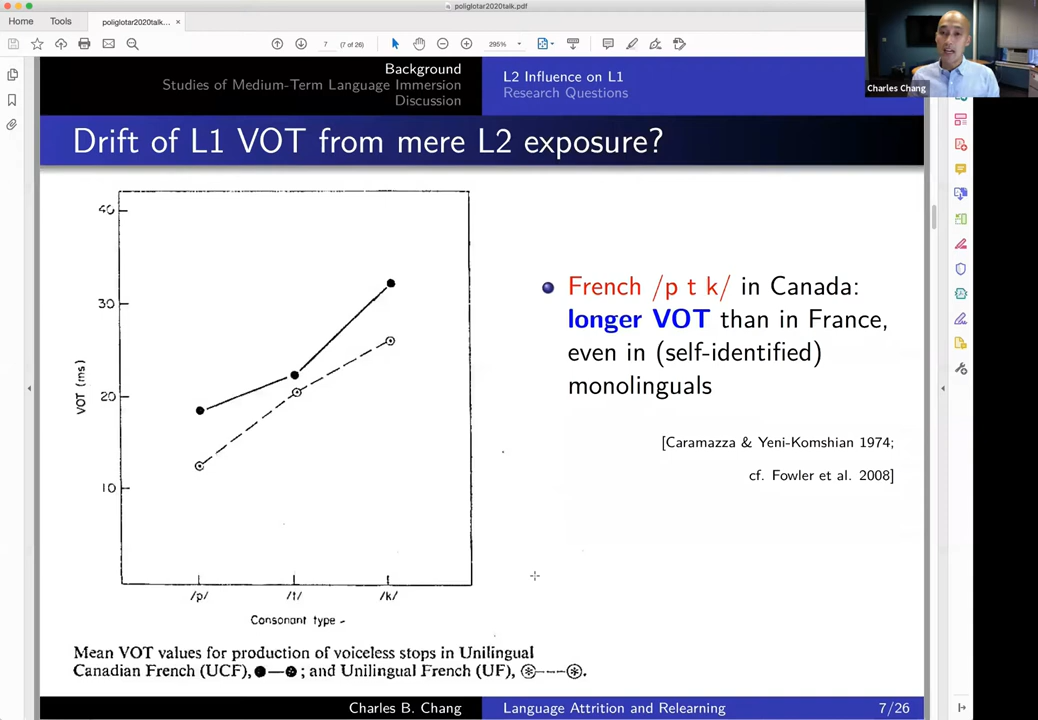 poliglotar2020talk.pdf
Home
Tools
poliglotar2020talk... ×
7
(7 of 26)
295%
Charles Chang
Background
Studies of Medium-Term Language Immersion
Discussion
L2 Influence on L1
Research Questions
Drift of L1 VOT from mere L2 exposure?
40
30
20
10
VOT (ms)
/p/
/t/
/k/
Consonant type
Mean VOT values for production of voiceless stops in Unilingual
Canadian French (UCF), ; and Unilingual French (UF), .
French /p t k/ in Canada:
longer VOT than in France,
even in (self-identified)
monolinguals
[Caramazza & Yeni-Komshian 1974;
cf. Fowler et al. 2008]
Charles B. Chang
Language Attrition and Relearning
7/26